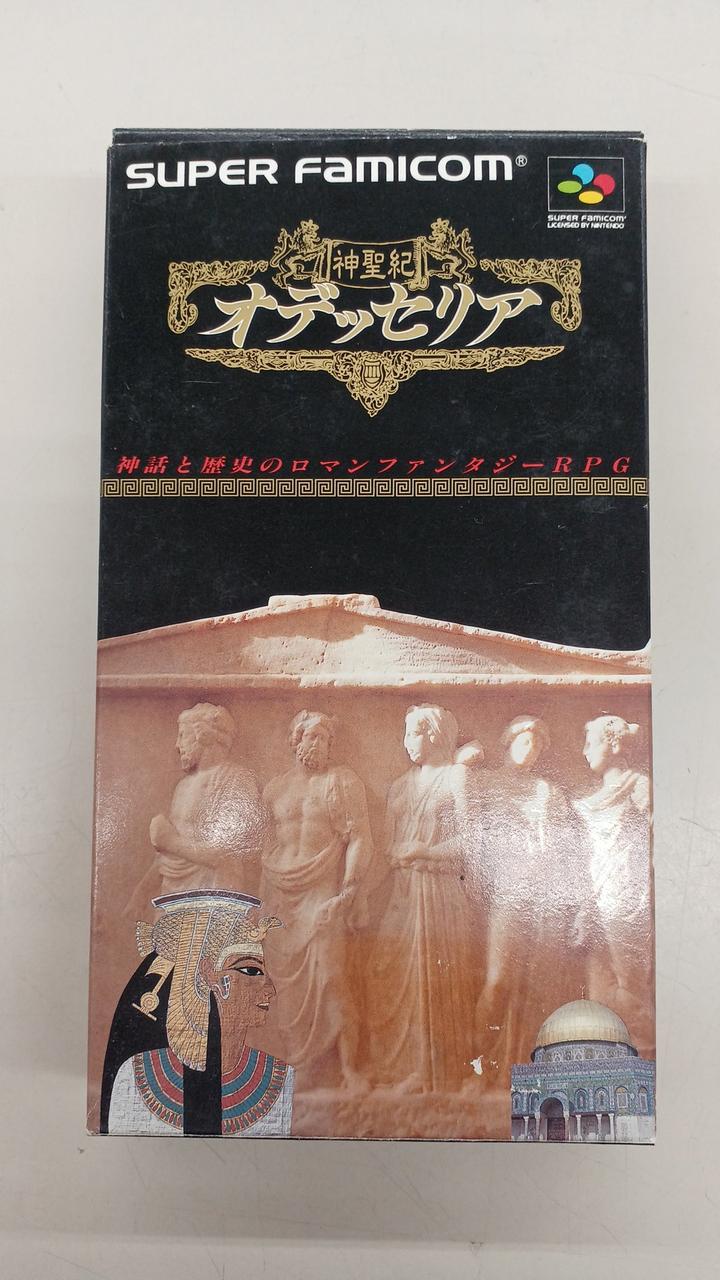 SUPER FAMICOM®
SUPER FAMICOM
LICENSED BY NINTENDO
神聖紀
オデッセリア
神話と歴史のロマンファンタジーRPG